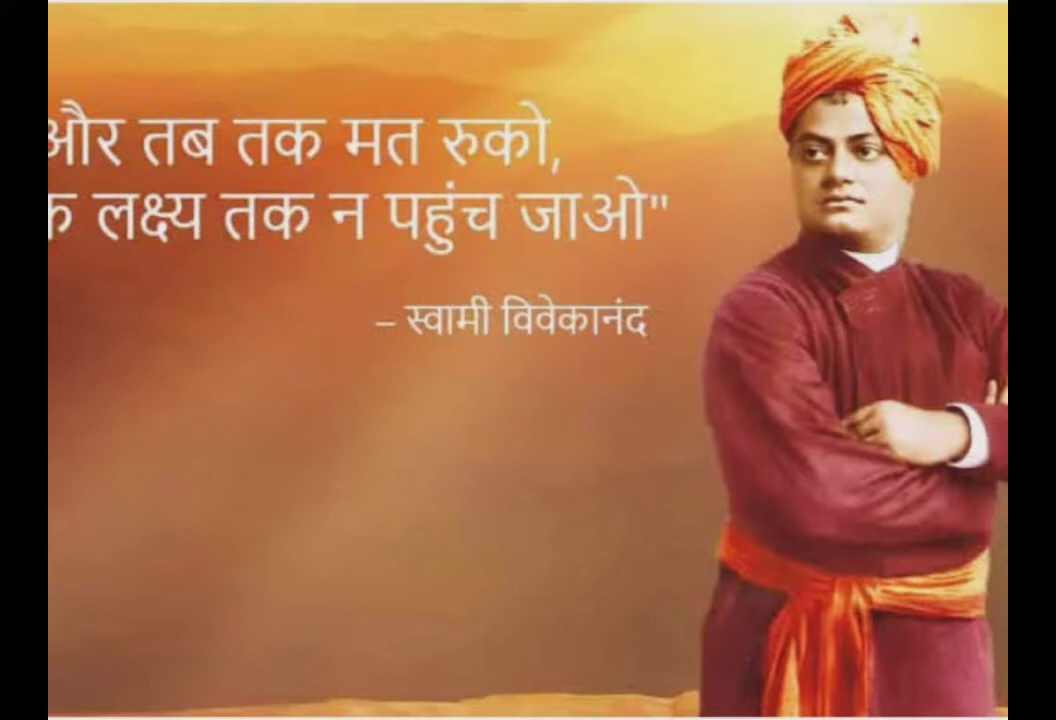 और तब तक मत रुको,
लक्ष्य तक न पहुंच जाओ"
– स्वामी विवेकानंद